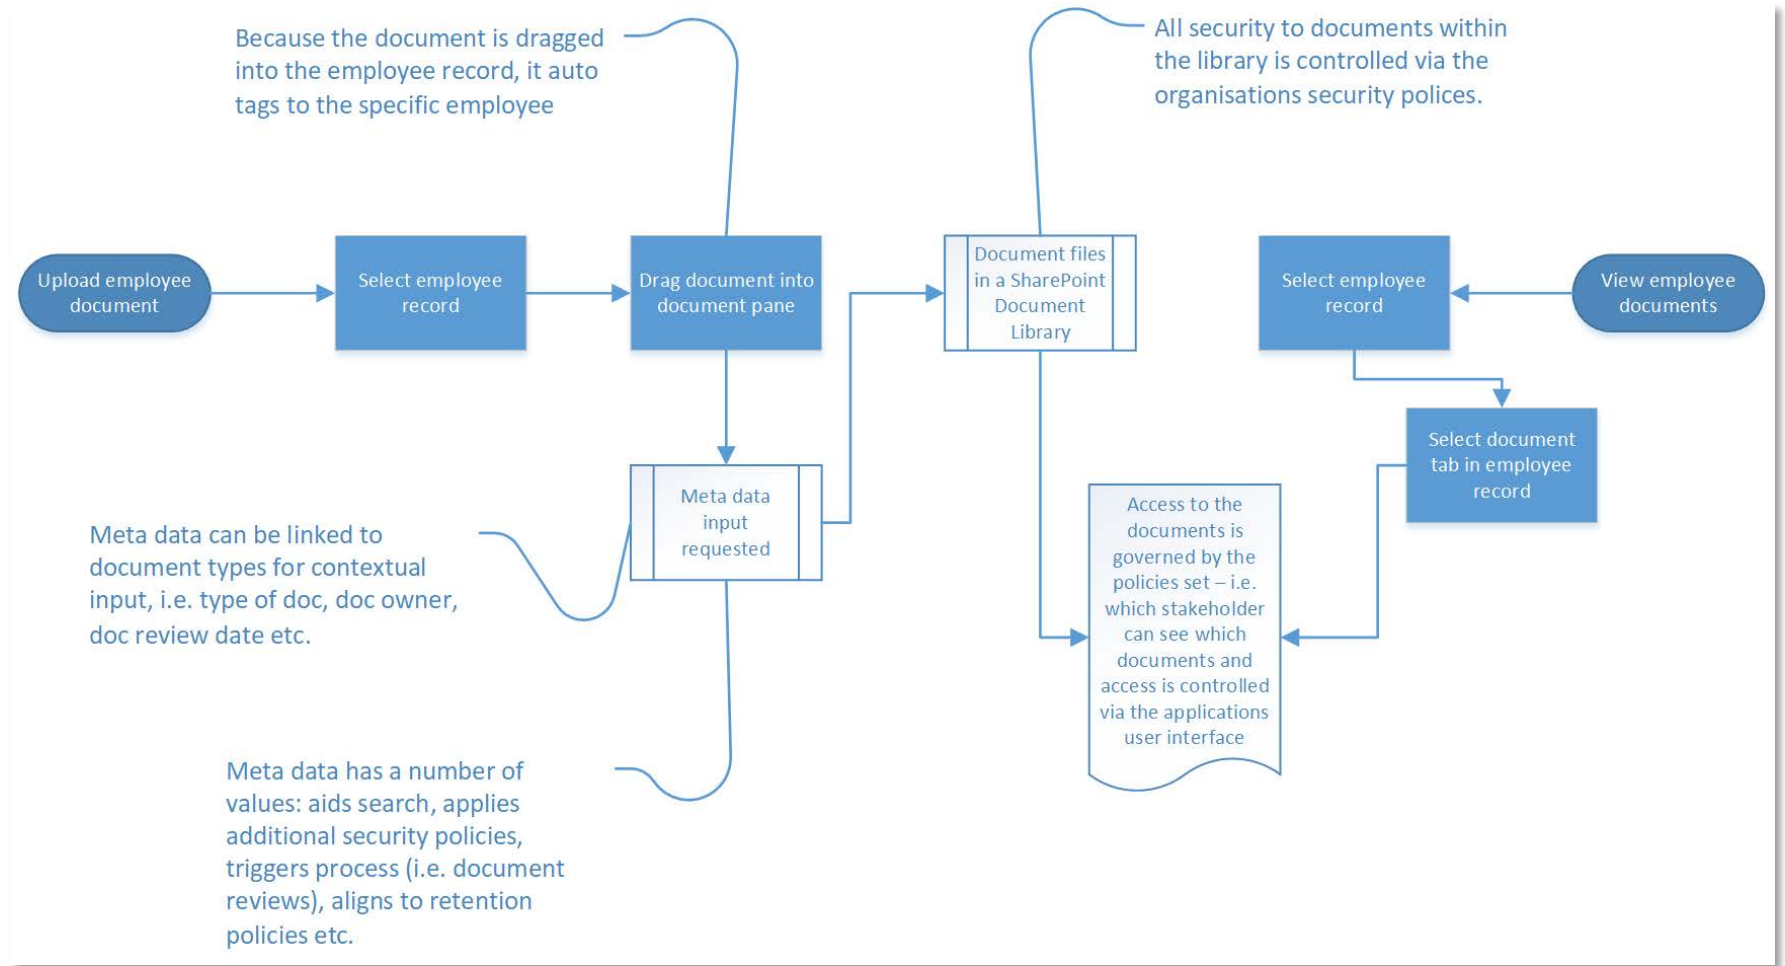 Because the document is dragged
into the employee record, it auto
tags to the specific employee
All security to documents within
the library is controlled via the
organisations security polices.
Upload employee
document
Select employee
record
Drag document into
document pane
Document files
in a SharePoint
Document
Library
Select employee
record
View employee
documents
Select document
tab in employee
record
Meta data
input
requested
Meta data can be linked to
document types for contextual
input, i.e. type of doc, doc owner,
doc review date etc.
Access to the
documents is
governed by the
policies set – i.e.
which stakeholder
can see which
documents and
access is controlled
via the applications
user interface
Meta data has a number of
values: aids search, applies
additional security policies,
triggers process (i.e. document
reviews), aligns to retention
policies etc.